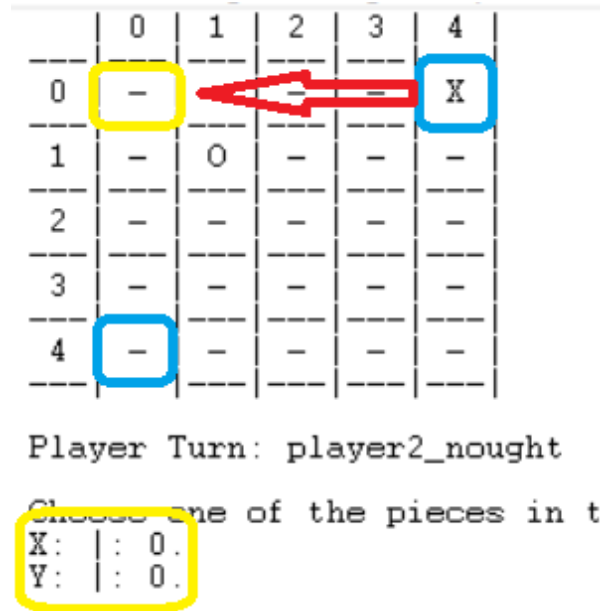 | 0 | 1 | 2 | 3 | 4 |
0 | – | – | – | X |
1 | – | O | – | – | – |
2 | – | – | – | – | – |
3 | – | – | – | – | – |
4 | – | – | – | – | – |
Player Turn: player2_nought
Choose one of the pieces in t
X: |: 0.
Y: |: 0.